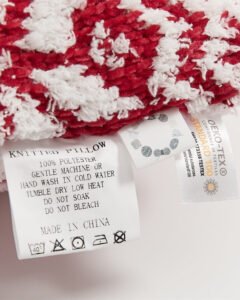 KNITTED PILLOW
100% POLYESTER
GENTLE MACHINE OR
HAND WASH IN COLD WATER
TUMBLE DRY LOW HEAT
DO NOT SOAK
DO NOT BLEACH
MADE IN CHINA
OEKO-TEX®
STANDARD